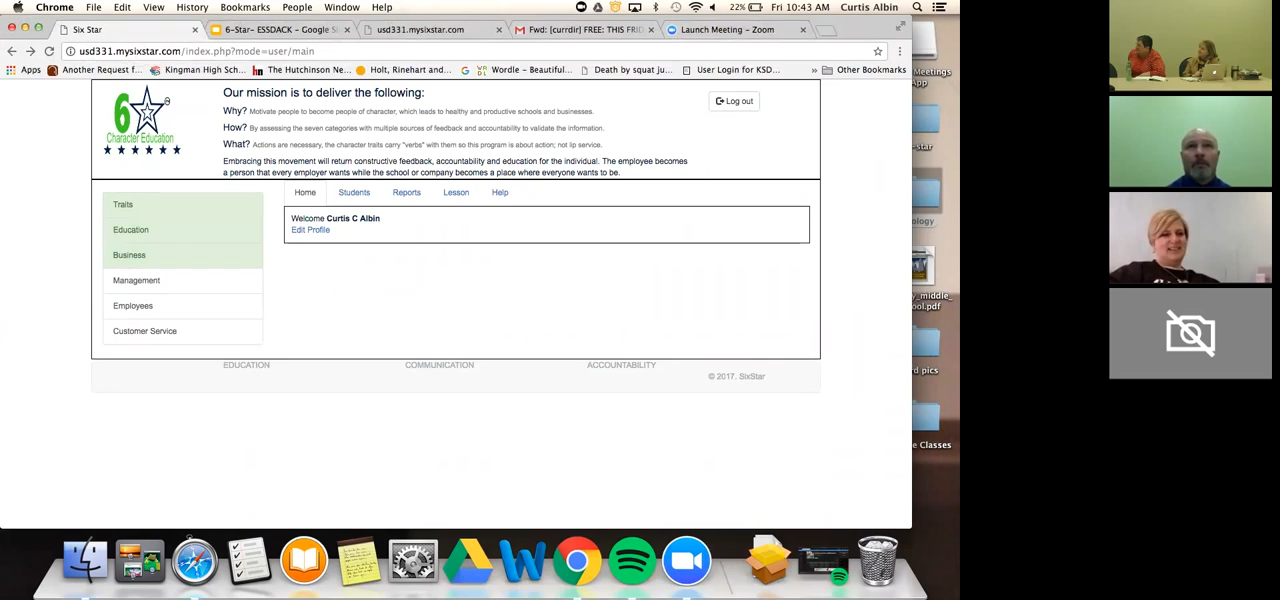 Chrome File Edit View History Bookmarks People Window Help 22% Fri 10:43 AM Curtis Albin
Six Star 6-Star- ESSDACK – Google Sl usd331.mysixstar.com Fwd: [currdir] FREE: THIS FRID Launch Meeting - Zoom
usd331.mysixstar.com/index.php?mode=user/main
Apps Another Request f... Kingman High Sch... The Hutchinson Ne... Holt, Rinehart and... Wordle - Beautiful... Death by squat Ju... User Login for KSD... » Other Bookmarks
6
Character Education
Our mission is to deliver the following:
Why? Motivate people to become people of character, which leads to healthy and productive schools and businesses.
How? By assessing the seven categories with multiple sources of feedback and accountability to validate the information.
What? Actions are necessary, the character traits carry "verbs" with them so this program is about action; not lip service.
Embracing this movement will return constructive feedback, accountability and education for the individual. The employee becomes
a person that every employer wants while the school or company becomes a place where everyone wants to be.
Log out
Home Students Reports Lesson Help
Traits
Education
Business
Management
Employees
Customer Service
Welcome Curtis C Albin
Edit Profile
EDUCATION COMMUNICATION ACCOUNTABILITY
© 2017. SixStar
Meetings
App
-star
ology
y_middle_
ool.pdf
rd pics
e Classes